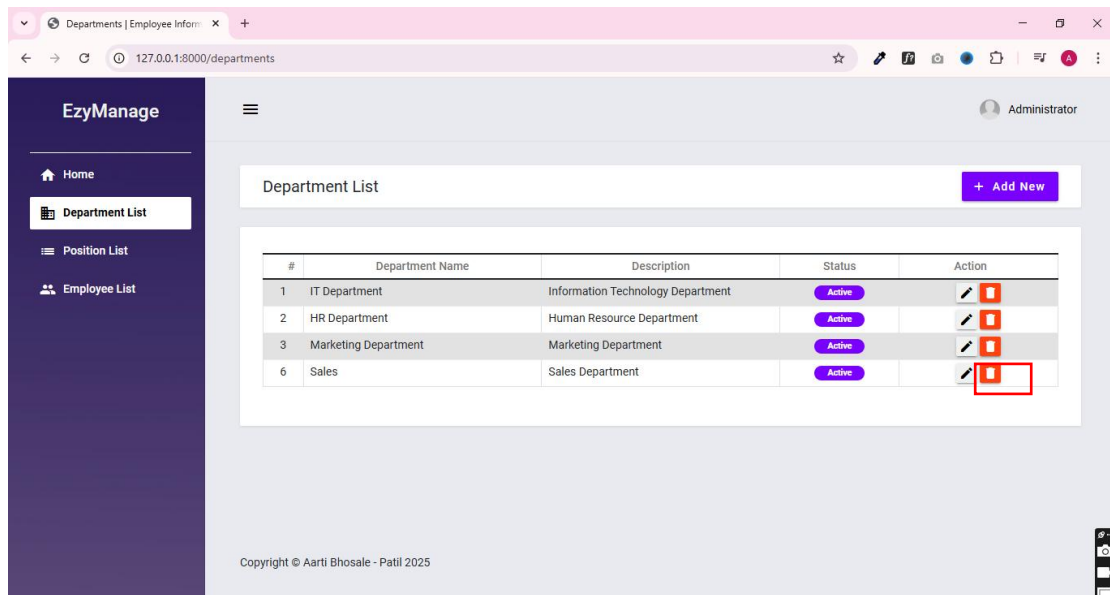 Departments | Employee Inform
127.0.0.1:8000/departments
A
EzyManage
Administrator
Home
Department List
Position List
Employee List
Department List
+ Add New
# Department Name Description Status Action
1 IT Department Information Technology Department Active
2 HR Department Human Resource Department Active
3 Marketing Department Marketing Department Active
6 Sales Sales Department Active
Copyright © Aarti Bhosale - Patil 2025